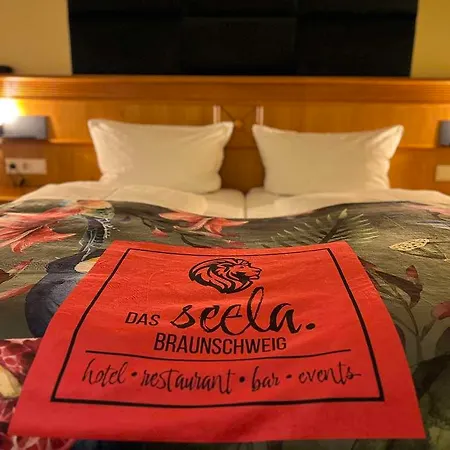 DAS seela.
BRAUNSCHWEIG
hotel • restaurant • bar • events